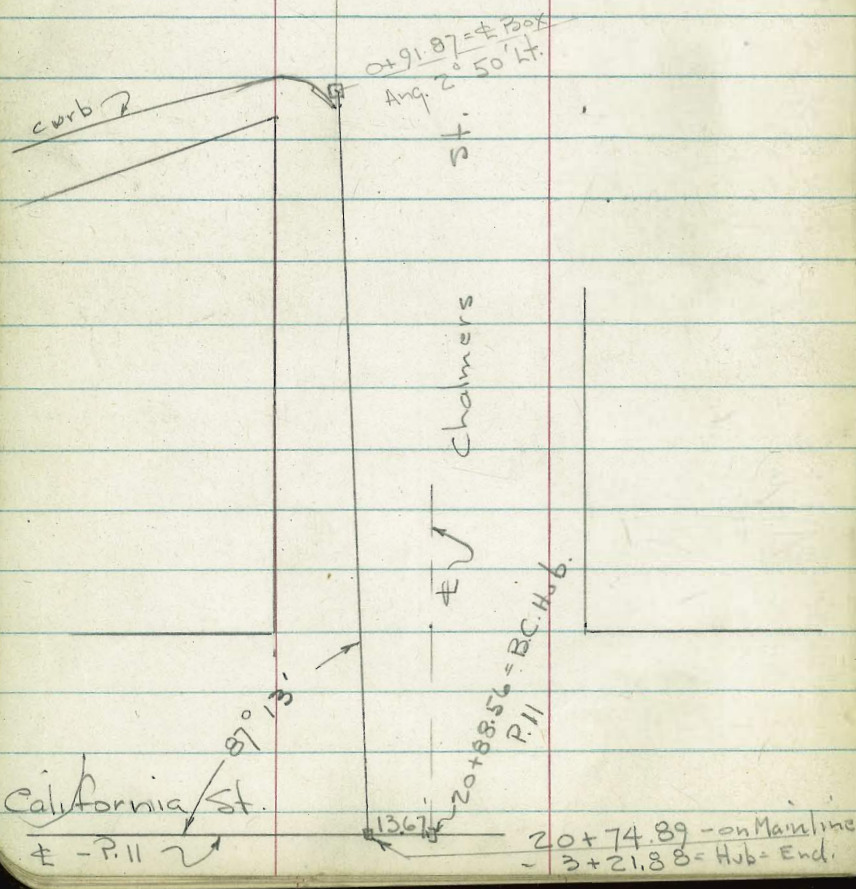 0+91.87=℄ Box
Ang. 2° 50' Lt.
curb
St.
Chalmers
℄
20+88.56 = B.C. Hub.
P.11
87° 13'
California St.
13.67
℄ - P.11
20+74.89 - on Mainline
- 3+21.88 = Hub = End.